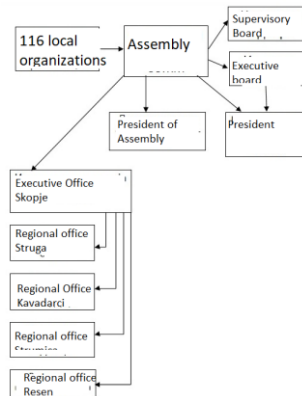 116 local
organizations
Assembly
Supervisory
Board
Executive
board
President of
Assembly
President
Executive Office
Skopje
Regional office
Struga
Regional Office
Kavadarci
Regional office
Regional office
Resen